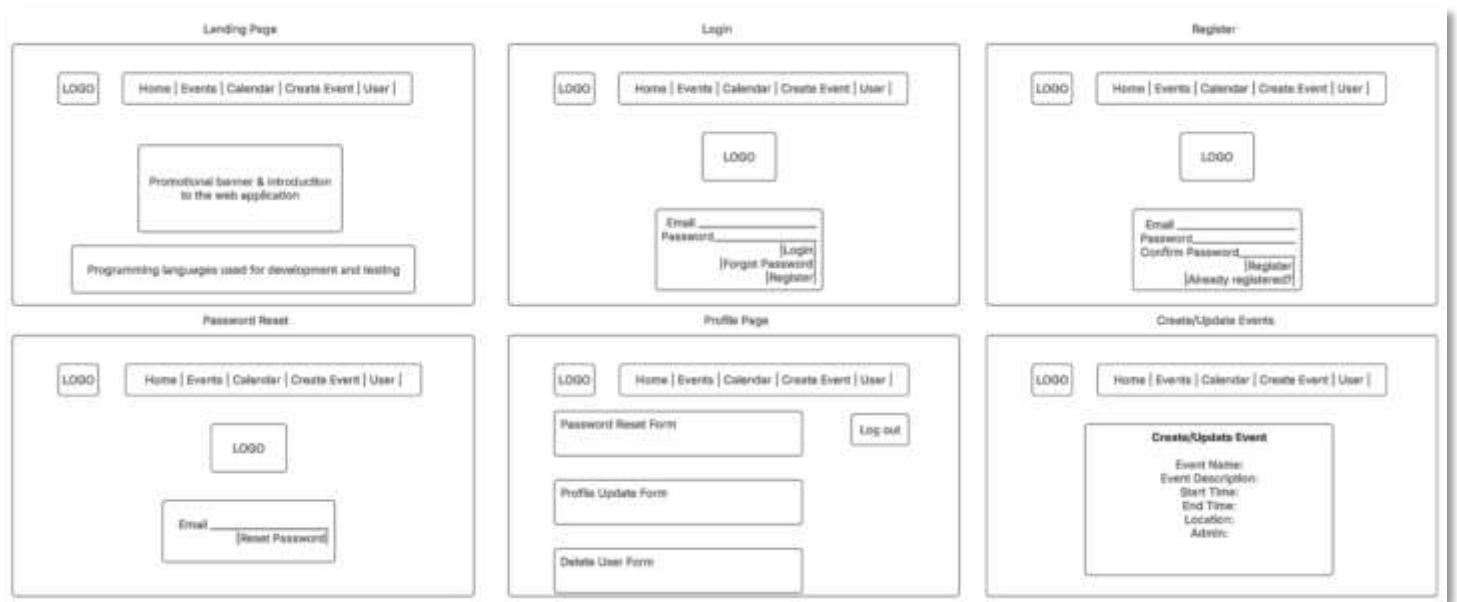 Lending Page
LOGO
Home | Events | Calendar | Create Event | User |
Promotional banner & introduction
to the web application
Programming languages used for development and testing
Login
LOGO
Home | Events | Calendar | Create Event | User |
LOGO
Email
Password
|Login|
|Forgot Password|
|Register|
Register
LOGO
Home | Events | Calendar | Create Event | User |
LOGO
Email
Password
Confirm Password
|Register|
|Already registered?|
Password Reset
LOGO
Home | Events | Calendar | Create Event | User |
LOGO
Email
|Reset Password|
Profile Page
LOGO
Home | Events | Calendar | Create Event | User |
Password Reset Form
Log out
Profile Update Form
Delete User Form
Create/Update Events
LOGO
Home | Events | Calendar | Create Event | User |
Create/Update Event
Event Name:
Event Description:
Start Time:
End Time:
Location:
Admin: